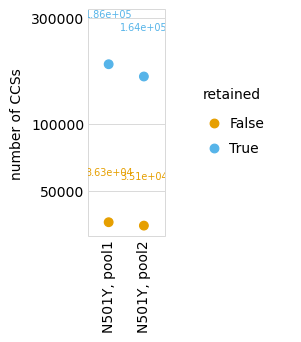 300000
1.86e+05
1.64e+05
retained
number of CCSs
100000
False
True
3.63e+04
3.51e+04
50000
N501Y, pool1
N501Y, pool2